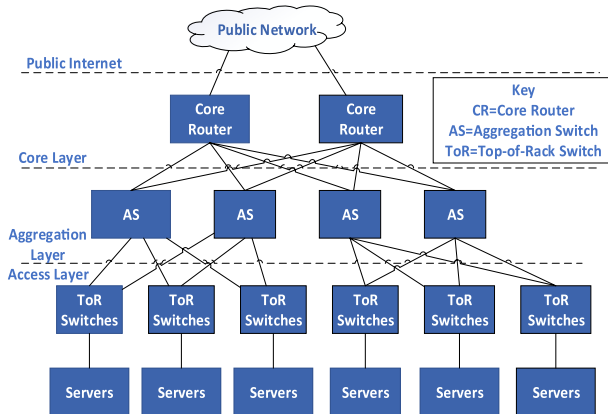 Public Network
Public Internet
Key
CR=Core Router
AS=Aggregation Switch
ToR=Top-of-Rack Switch
Core
Router
Core
Router
Core Layer
AS
AS
AS
AS
Aggregation
Layer
Access Layer
ToR
Switches
ToR
Switches
ToR
Switches
ToR
Switches
ToR
Switches
ToR
Switches
Servers
Servers
Servers
Servers
Servers
Servers